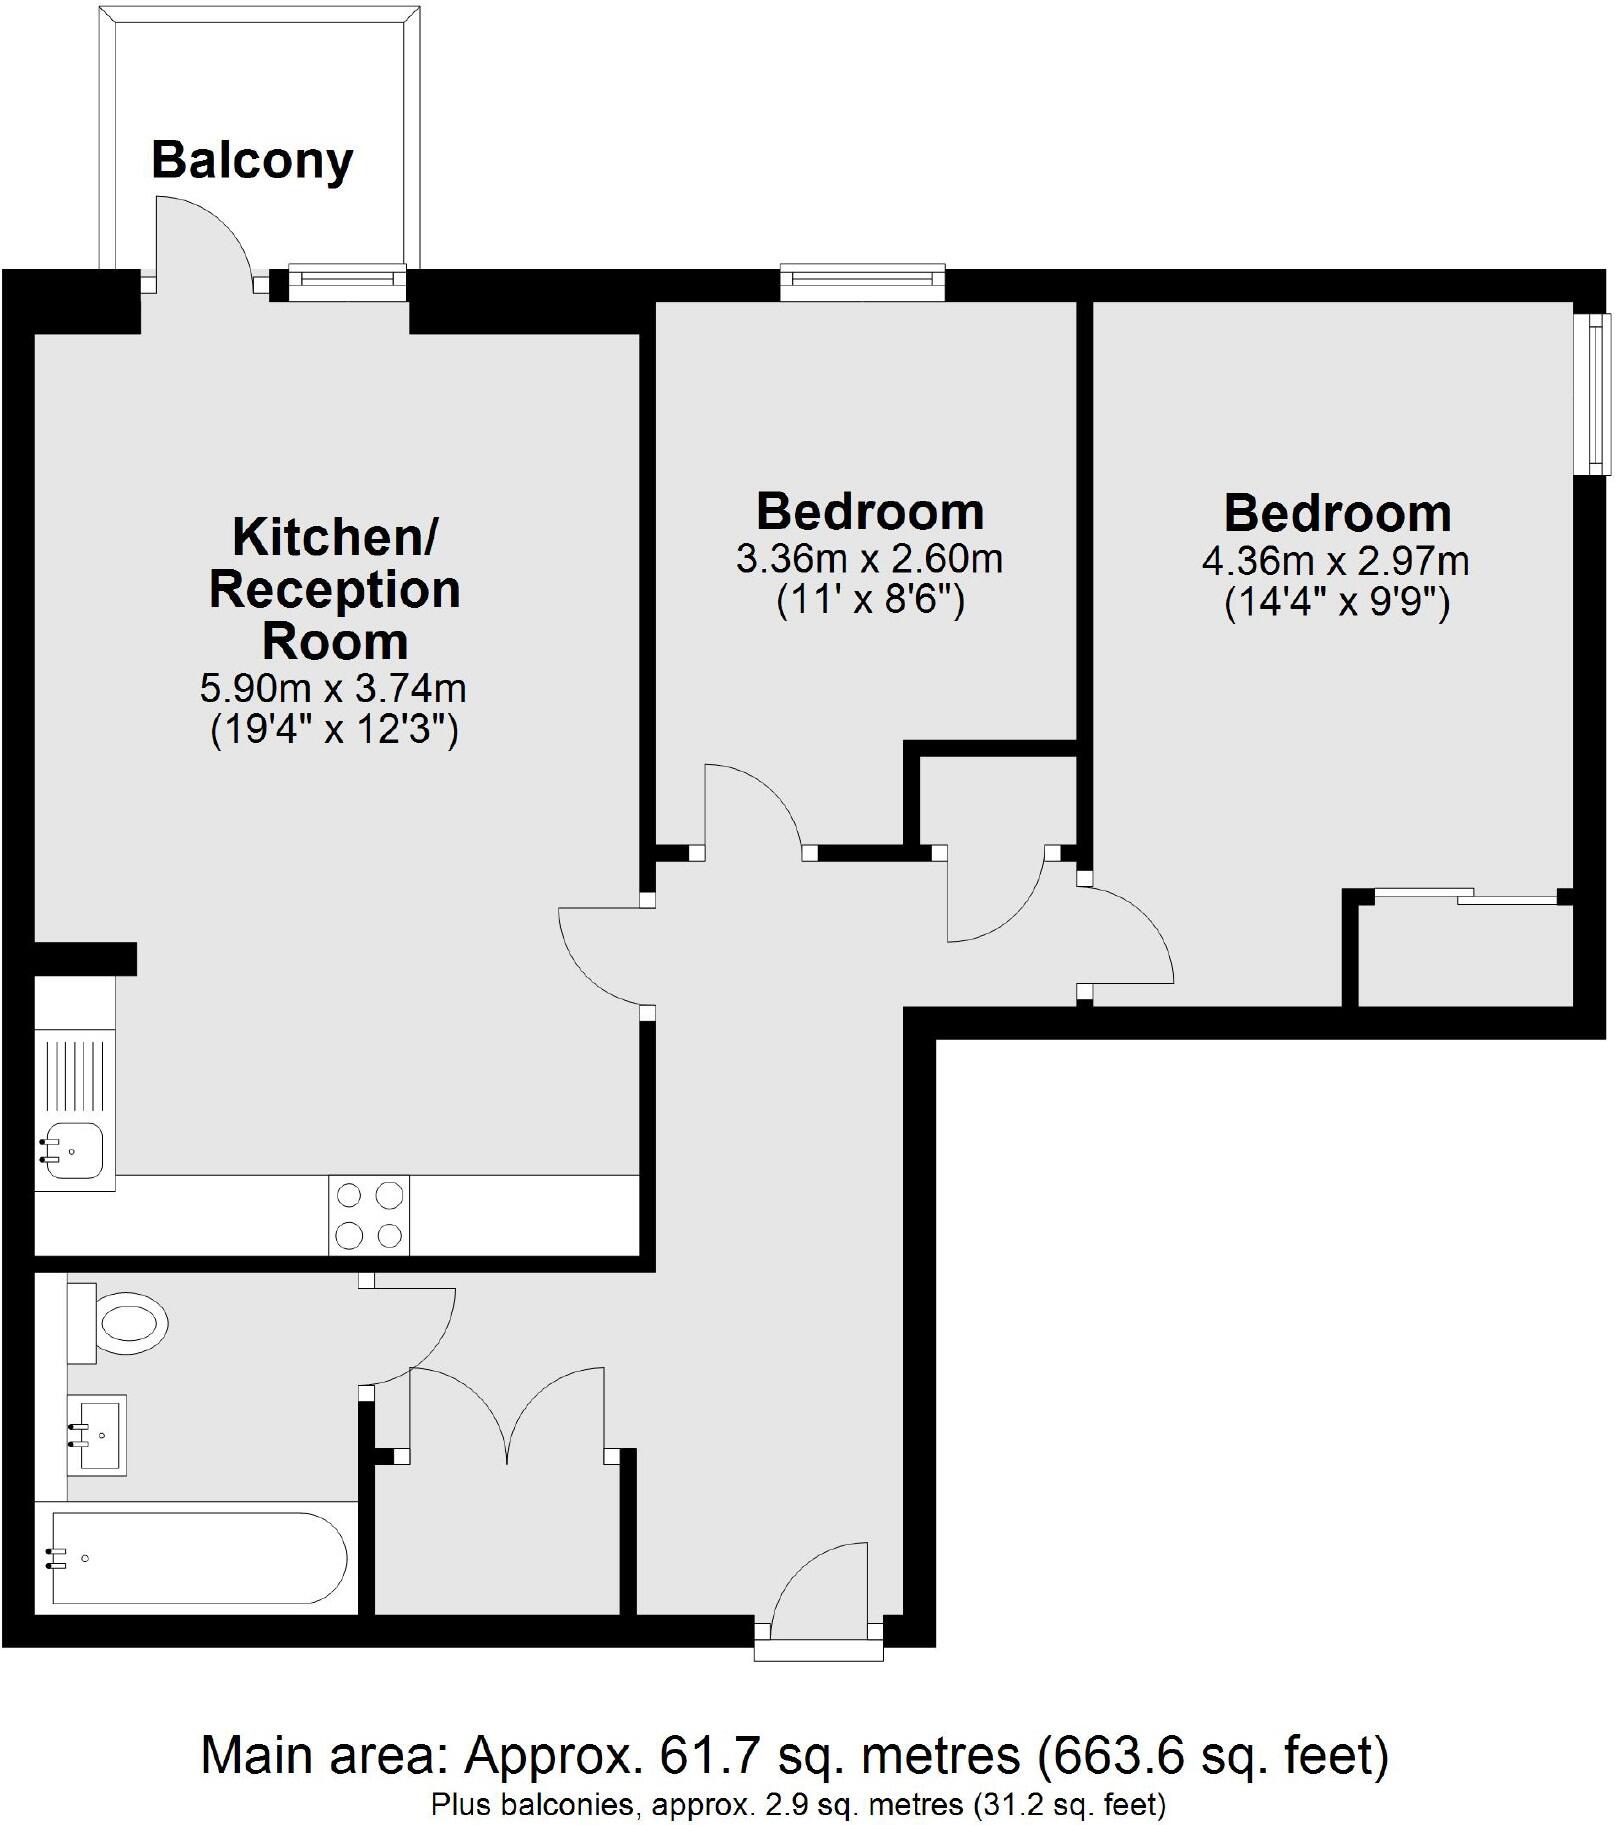 Balcony
Kitchen/
Reception
Room
5.90m x 3.74m
(19'4" x 12'3")
Bedroom
3.36m x 2.60m
(11' x 8'6")
Bedroom
4.36m x 2.97m
(14'4" x 9'9")
Main area: Approx. 61.7 sq. metres (663.6 sq. feet)
Plus balconies, approx. 2.9 sq. metres (31.2 sq. feet)